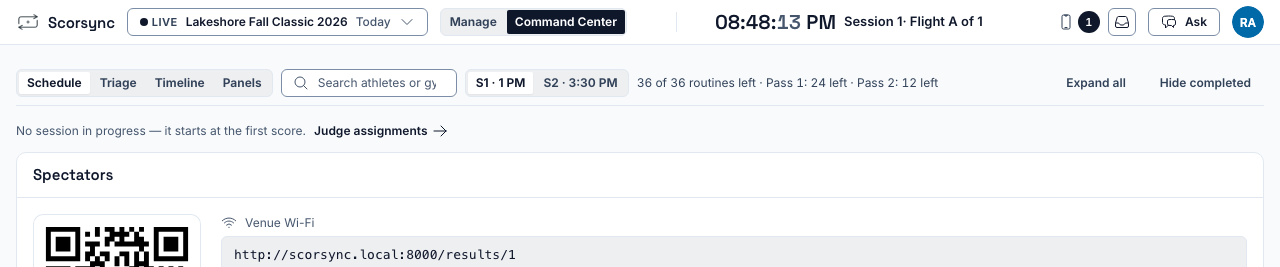 Scorsync
LIVE Lakeshore Fall Classic 2026 Today
Manage Command Center
08:48:13 PM Session 1· Flight A of 1
1
Ask
RA
Schedule Triage Timeline Panels
Search athletes or gy
S1 · 1 PM S2 · 3:30 PM
36 of 36 routines left · Pass 1: 24 left · Pass 2: 12 left
Expand all Hide completed
No session in progress — it starts at the first score. Judge assignments →
Spectators
Venue Wi-Fi
http://scorsync.local:8000/results/1